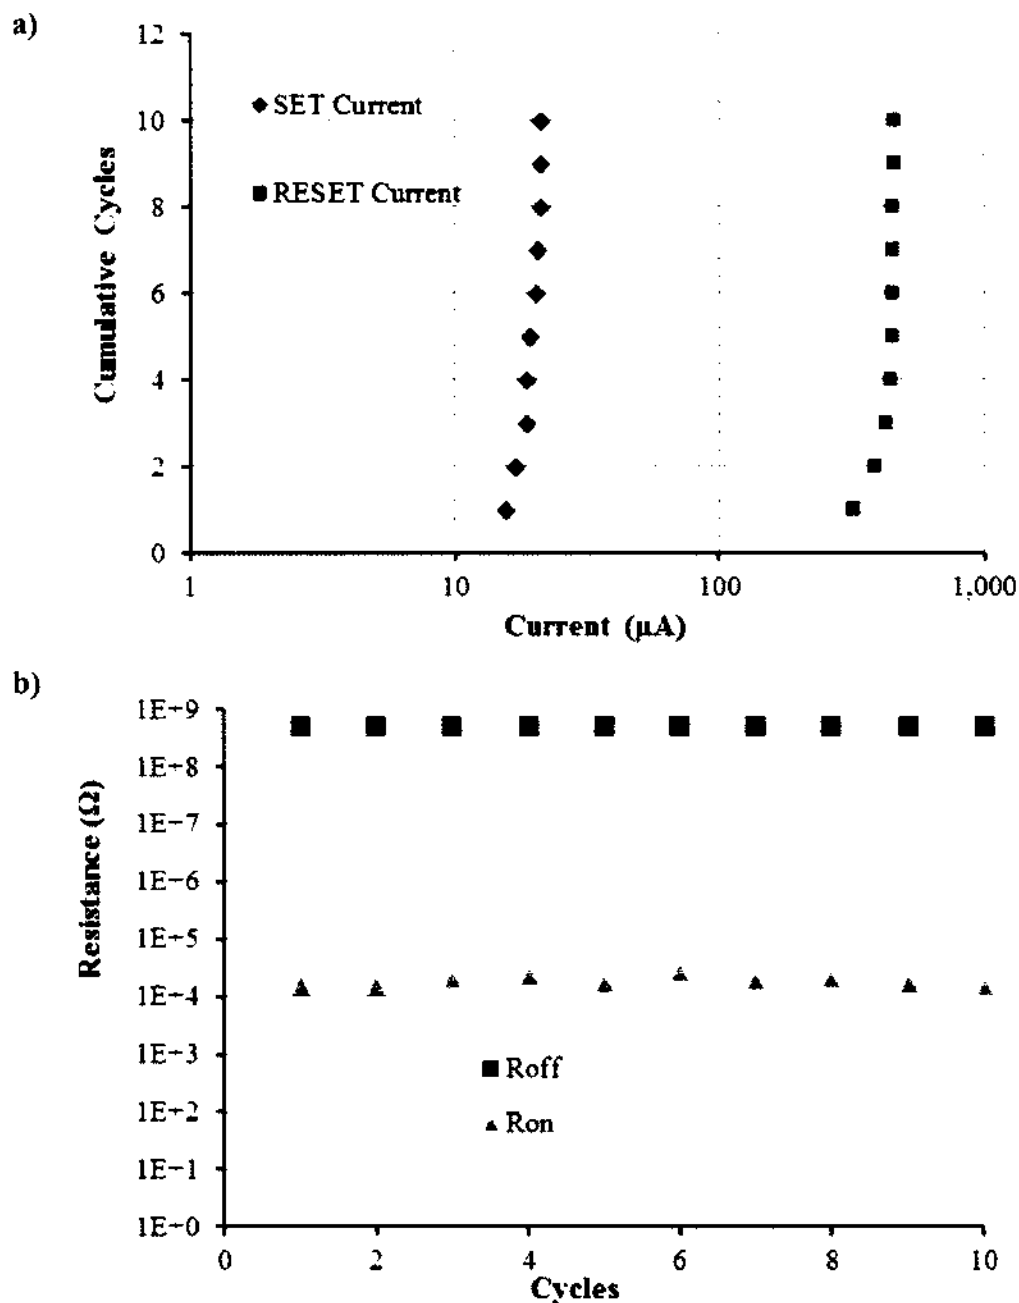 a)
12
10
8
6
4
2
0
Cumulative Cycles
SET Current
RESET Current
1 10 100 1,000
Current (µA)
b)
1E+9
1E+8
1E+7
1E+6
1E+5
1E+4
1E+3
1E+2
1E+1
1E+0
Resistance (Ω)
Roff
Ron
0 2 4 6 8 10
Cycles